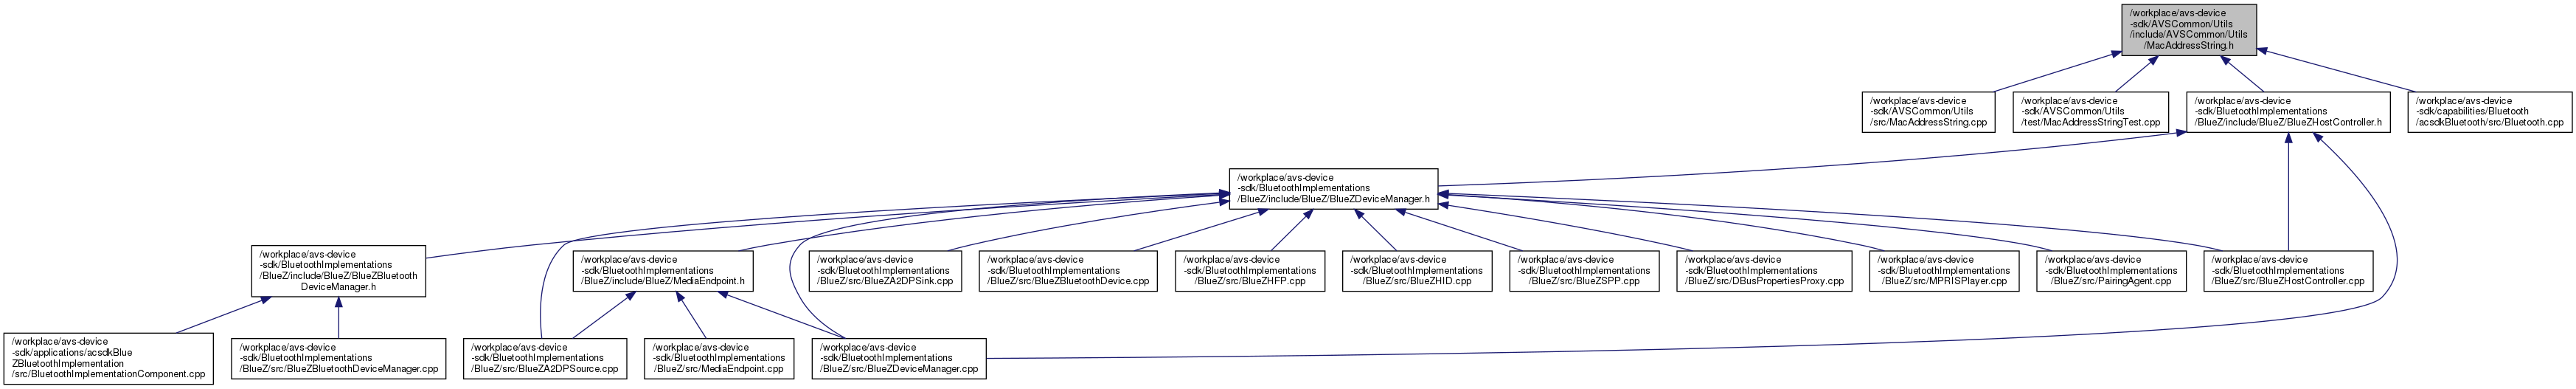 /workplace/avs-device
-sdk/AVSCommon/Utils
/include/AVSCommon/Utils
/MacAddressString.h
/workplace/avs-device
-sdk/AVSCommon/Utils
/src/MacAddressString.cpp
/workplace/avs-device
-sdk/AVSCommon/Utils
/test/MacAddressStringTest.cpp
/workplace/avs-device
-sdk/BluetoothImplementations
/BlueZ/include/BlueZ/BlueZHostController.h
/workplace/avs-device
-sdk/capabilities/Bluetooth
/acsdkBluetooth/src/Bluetooth.cpp
/workplace/avs-device
-sdk/BluetoothImplementations
/BlueZ/include/BlueZ/BlueZDeviceManager.h
/workplace/avs-device
-sdk/BluetoothImplementations
/BlueZ/include/BlueZ/BlueZBluetooth
DeviceManager.h
/workplace/avs-device
-sdk/BluetoothImplementations
/BlueZ/include/BlueZ/MediaEndpoint.h
/workplace/avs-device
-sdk/BluetoothImplementations
/BlueZ/src/BlueZA2DPSink.cpp
/workplace/avs-device
-sdk/BluetoothImplementations
/BlueZ/src/BlueZBluetoothDevice.cpp
/workplace/avs-device
-sdk/BluetoothImplementations
/BlueZ/src/BlueZHFP.cpp
/workplace/avs-device
-sdk/BluetoothImplementations
/BlueZ/src/BlueZHID.cpp
/workplace/avs-device
-sdk/BluetoothImplementations
/BlueZ/src/BlueZSPP.cpp
/workplace/avs-device
-sdk/BluetoothImplementations
/BlueZ/src/DBusPropertiesProxy.cpp
/workplace/avs-device
-sdk/BluetoothImplementations
/BlueZ/src/MPRISPlayer.cpp
/workplace/avs-device
-sdk/BluetoothImplementations
/BlueZ/src/PairingAgent.cpp
/workplace/avs-device
-sdk/BluetoothImplementations
/BlueZ/src/BlueZHostController.cpp
/workplace/avs-device
-sdk/applications/acsdkBlue
ZBluetoothImplementation
/src/BluetoothImplementationComponent.cpp
/workplace/avs-device
-sdk/BluetoothImplementations
/BlueZ/src/BlueZBluetoothDeviceManager.cpp
/workplace/avs-device
-sdk/BluetoothImplementations
/BlueZ/src/BlueZA2DPSource.cpp
/workplace/avs-device
-sdk/BluetoothImplementations
/BlueZ/src/MediaEndpoint.cpp
/workplace/avs-device
-sdk/BluetoothImplementations
/BlueZ/src/BlueZDeviceManager.cpp